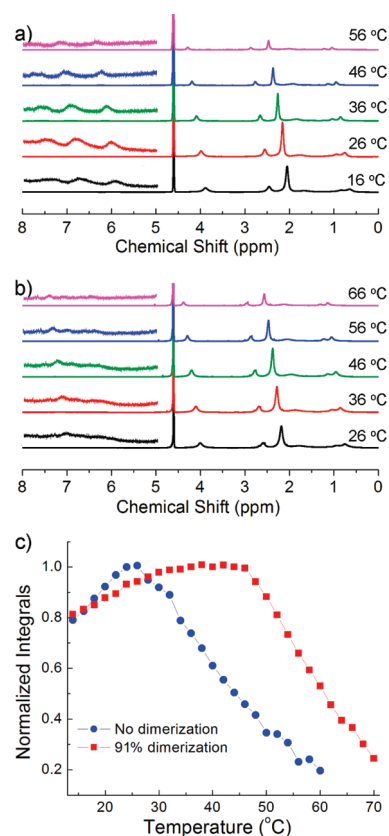 a)
56 ºC
46 ºC
36 ºC
26 ºC
16 ºC
8 7 6 5 4 3 2 1 0
Chemical Shift (ppm)
b)
66 ºC
56 ºC
46 ºC
36 ºC
26 ºC
8 7 6 5 4 3 2 1 0
Chemical Shift (ppm)
c)
Normalized Integrals
1.0
0.8
0.6
0.4
0.2
No dimerization
91% dimerization
20 30 40 50 60 70
Temperature (°C)